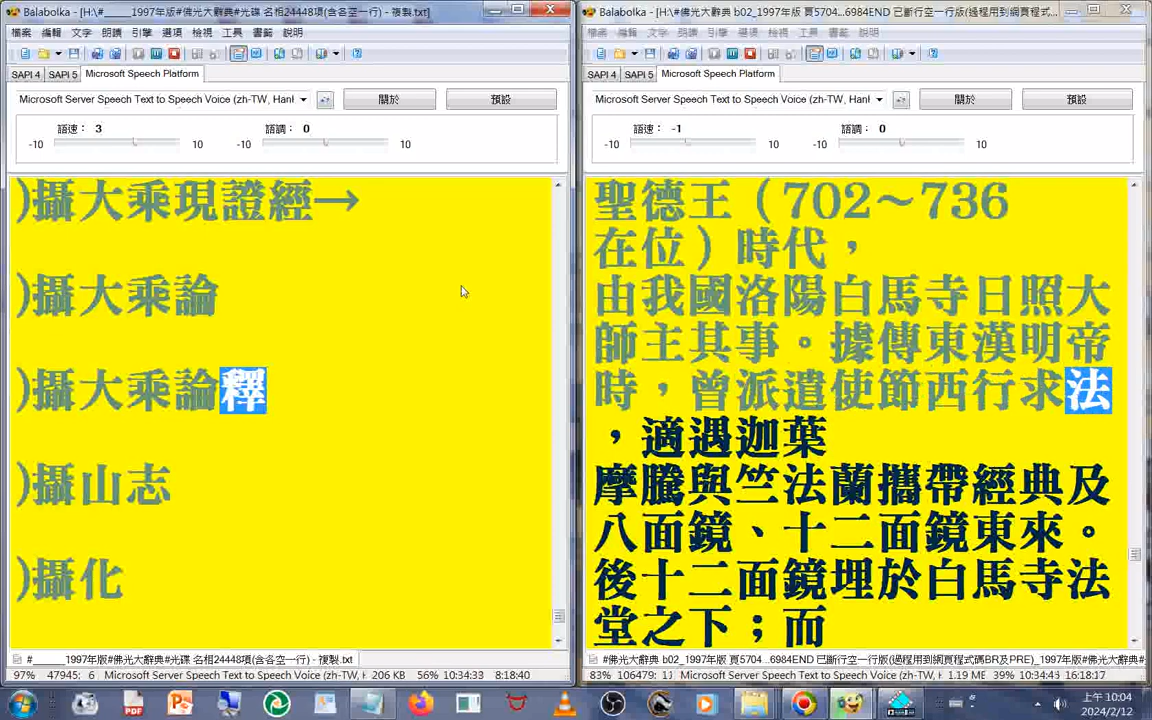 Balabolka - [H:\#_____1997年版#佛光大辭典#光碟 名相24448項(含各空一行) - 複製.txt]
檔案 編輯 文字 朗讀 引擎 選項 檢視 工具 書籤 說明
SAPI 4 SAPI 5 Microsoft Speech Platform
Microsoft Server Speech Text to Speech Voice (zh-TW, Hanl
關於
預設
語速： 3
語調： 0
-10 10 -10 10
)攝大乘現證經→
)攝大乘論
)攝大乘論釋
)攝山志
)攝化
#______1997年版#佛光大辭典#光碟 名相24448項(含各空一行) - 複製.txt
97% 47945: 6 Microsoft Server Speech Text to Speech Voice (zh-TW, H 206 KB 56% 10:34:33 8:18:40
Balabolka - [H:\#佛光大辭典 b02_1997年版 頁5704...6984END 已斷行空一行版(過程用到網頁程式...
檔案 編輯 文字 朗讀 引擎 選項 檢視 工具 書籤 說明
SAPI 4 SAPI 5 Microsoft Speech Platform
Microsoft Server Speech Text to Speech Voice (zh-TW, Hanl
關於
預設
語速： -1
語調： 0
-10 10 -10 10
聖德王（702～736
在位）時代，
由我國洛陽白馬寺日照大
師主其事。據傳東漢明帝
時，曾派遣使節西行求法
，適遇迦葉
摩騰與竺法蘭攜帶經典及
八面鏡、十二面鏡東來。
後十二面鏡埋於白馬寺法
堂之下；而
#佛光大辭典 b02_1997年版 頁5704...6984END 已斷行空一行版(過程用到網頁程式碼BR及PRE)_1997年版#佛光大辭典#
83% 106479: 1 Microsoft Server Speech Text to Speech Voice (zh-TW, H 1.19 ME 39% 10:34:43 16:18:17
上午 10:04
2024/2/12